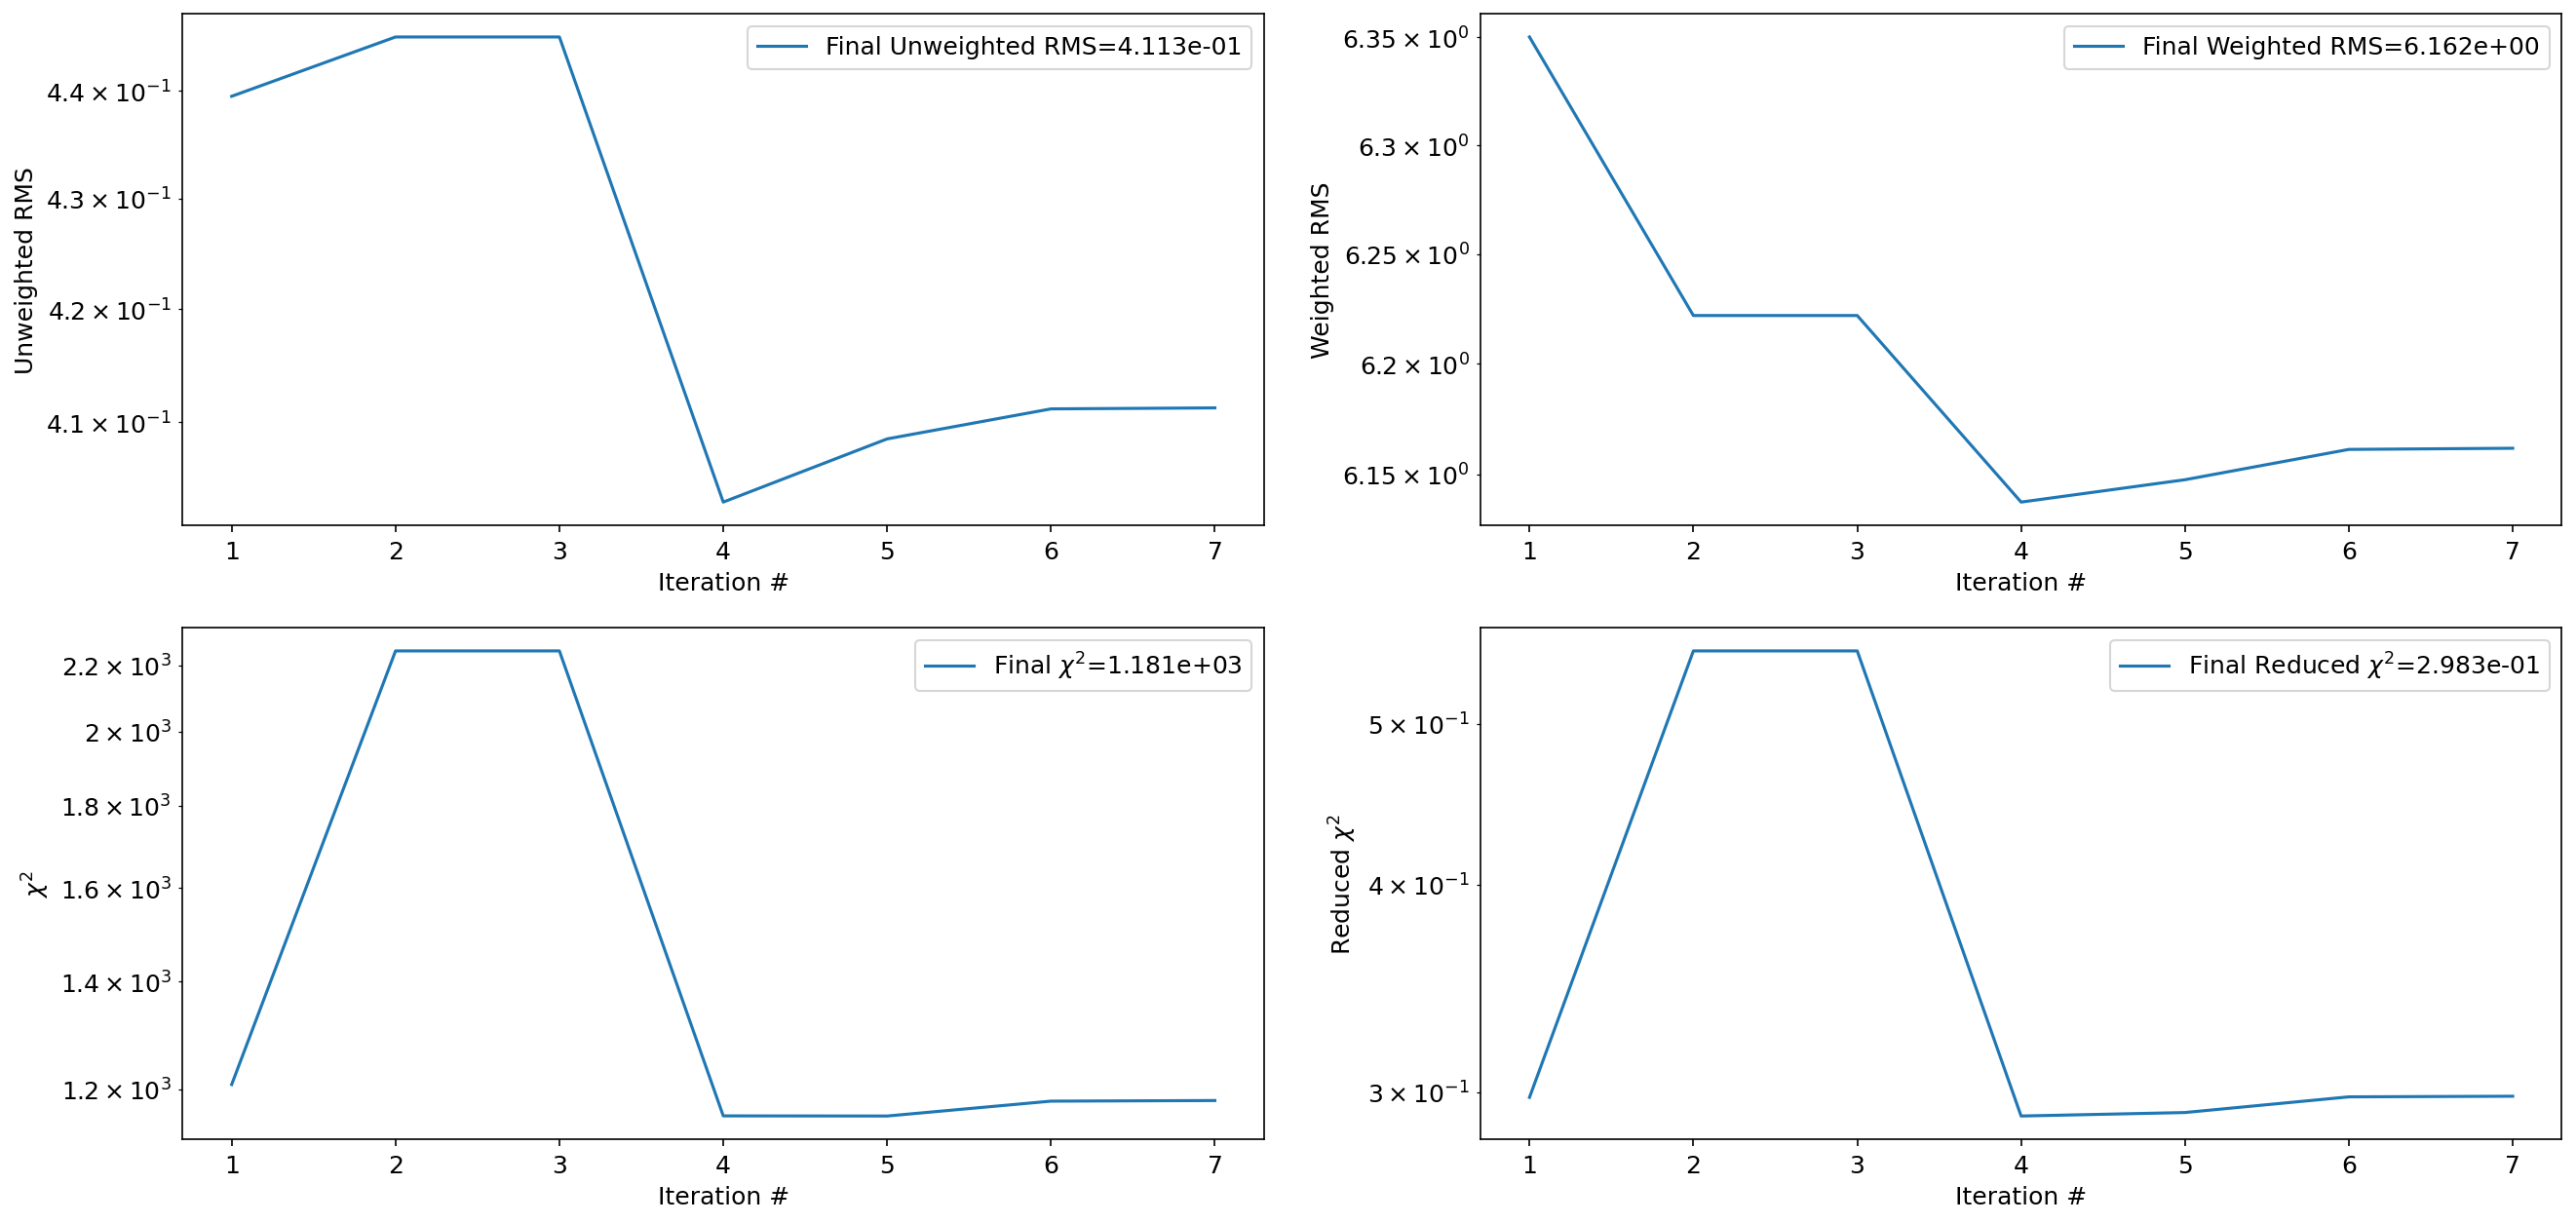 Final Unweighted RMS=4.113e-01
4.4 × 10⁻¹
4.3 × 10⁻¹
4.2 × 10⁻¹
4.1 × 10⁻¹
Unweighted RMS
1 2 3 4 5 6 7
Iteration #
Final Weighted RMS=6.162e+00
6.35 × 10⁰
6.3 × 10⁰
6.25 × 10⁰
6.2 × 10⁰
6.15 × 10⁰
Weighted RMS
1 2 3 4 5 6 7
Iteration #
Final χ²=1.181e+03
2.2 × 10³
2 × 10³
1.8 × 10³
1.6 × 10³
1.4 × 10³
1.2 × 10³
χ²
1 2 3 4 5 6 7
Iteration #
Final Reduced χ²=2.983e-01
5 × 10⁻¹
4 × 10⁻¹
3 × 10⁻¹
Reduced χ²
1 2 3 4 5 6 7
Iteration #